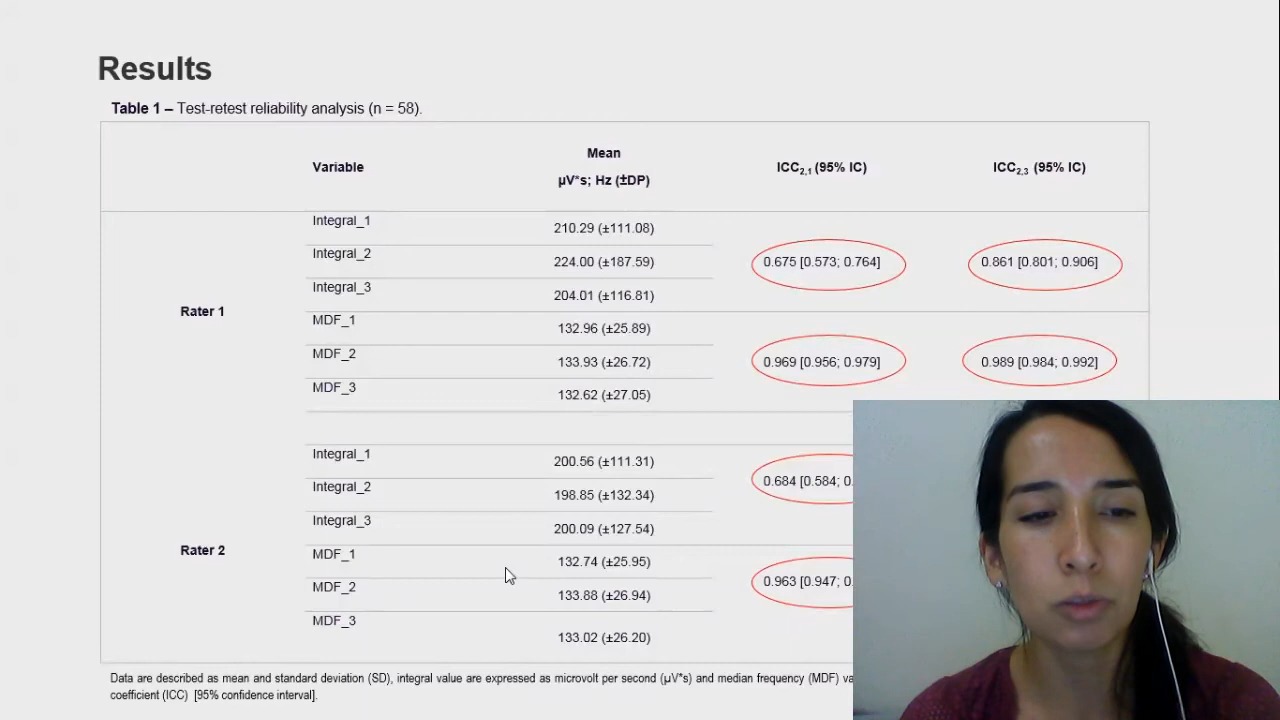 Results
Table 1 – Test-retest reliability analysis (n = 58).
Variable
Mean
µV*s; Hz (±DP)
ICC2,1 (95% IC)
ICC2,3 (95% IC)
Rater 1
Integral_1 210.29 (±111.08)
Integral_2 224.00 (±187.59) 0.675 [0.573; 0.764] 0.861 [0.801; 0.906]
Integral_3 204.01 (±116.81)
MDF_1 132.96 (±25.89)
MDF_2 133.93 (±26.72) 0.969 [0.956; 0.979] 0.989 [0.984; 0.992]
MDF_3 132.62 (±27.05)
Rater 2
Integral_1 200.56 (±111.31)
Integral_2 198.85 (±132.34) 0.684 [0.584; 0.
Integral_3 200.09 (±127.54)
MDF_1 132.74 (±25.95)
MDF_2 133.88 (±26.94) 0.963 [0.947; 0.
MDF_3 133.02 (±26.20)
Data are described as mean and standard deviation (SD), integral value are expressed as microvolt per second (µV*s) and median frequency (MDF)
coefficient (ICC) [95% confidence interval].